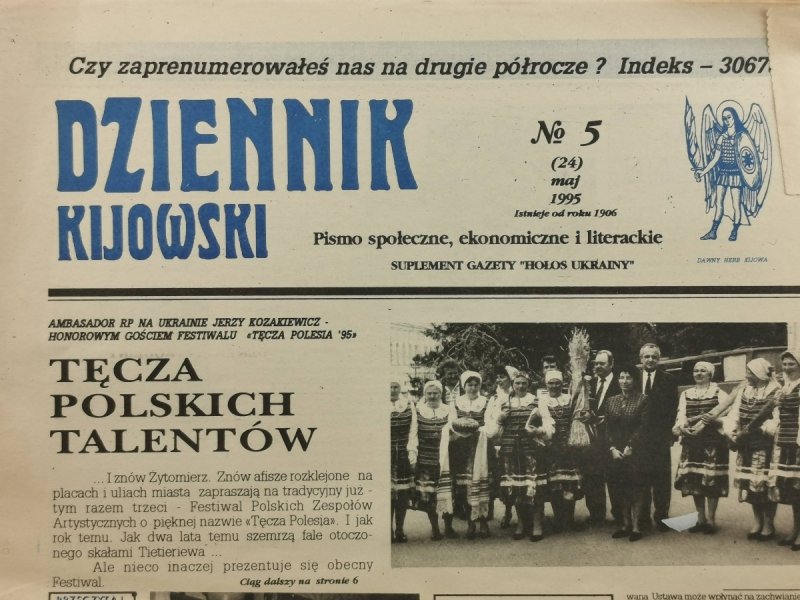 Czy zaprenumerowałeś nas na drugie półrocze ? Indeks – 3067
DZIENNIK
KIJOWSKI
№ 5
(24)
maj
1995
Istnieje od roku 1906
Pismo społeczne, ekonomiczne i literackie
SUPLEMENT GAZETY "HOŁOS UKRAINY"
DAWNY HERB KIJOWA
AMBASADOR RP NA UKRAINIE JERZY KOZAKIEWICZ -
HONOROWYM GOŚCIEM FESTIWALU «TĘCZA POLESIA '95»
TĘCZA
POLSKICH
TALENTÓW
... I znów Żytomierz. Znów afisze rozklejone na
placach i uliach miasta zapraszają na tradycyjny już -
tym razem trzeci - Festiwal Polskich Zespołów
Artystycznych o pięknej nazwie «Tęcza Polesia». I jak
rok temu. Jak dwa lata temu szemrzą fale otoczo-
nego skałami Tietieriewa ...
Ale nieco inaczej prezentuje się obecny
Festiwal.
Ciąg dalszy na stronie 6
wana Ustawa może wpłynąć na zachwianie